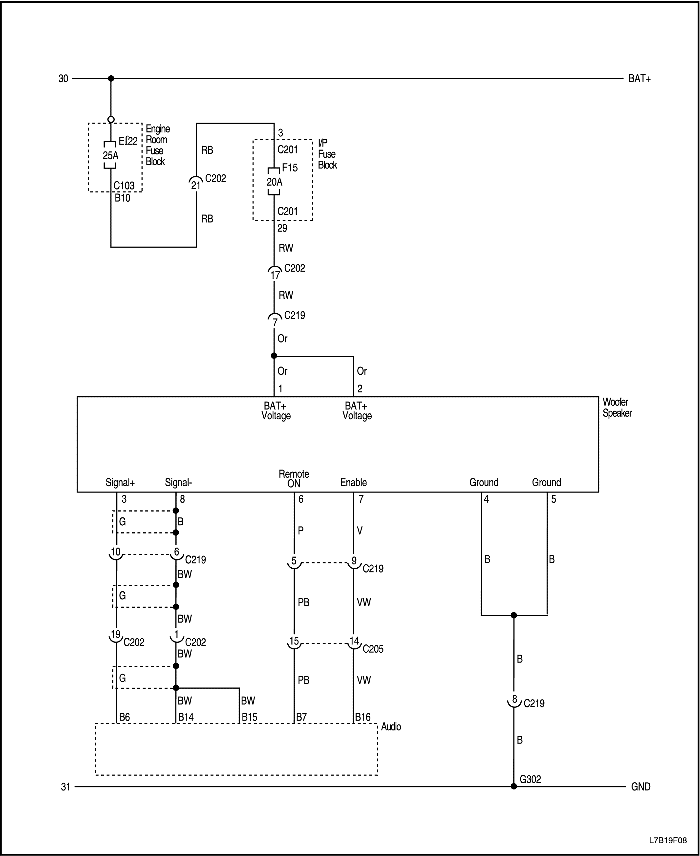 30 BAT+
Engine
Room
Fuse
Block
Ef22
25A
C103
B10
RB
C202
21
RB
3
I/P
Fuse
Block
C201
F15
20A
C201
29
RW
C202
17
RW
C219
7
Or
Or Or
1 2
BAT+ BAT+
Voltage Voltage
Woofer
Speaker
Remote
Signal+ Signal- ON Enable Ground Ground
3 8 6 7 4 5
G B P V
10 6 C219 5 9 C219
B B
BW
G PB VW
BW
19 C202 1 C202 15 14 C205
BW
B
G PB VW
BW BW
8 C219
B6 B14 B15 B7 B16
Audio
B
G302
31 GND
L7B19F08